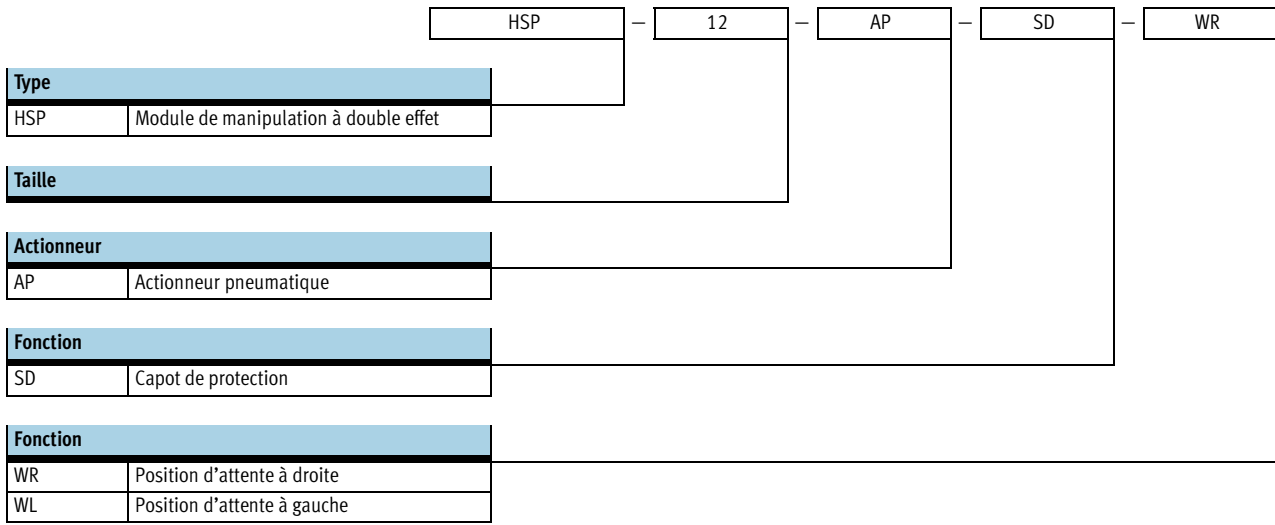 HSP – 12 – AP – SD – WR
Type
HSP Module de manipulation à double effet
Taille
Actionneur
AP Actionneur pneumatique
Fonction
SD Capot de protection
Fonction
WR Position d'attente à droite
WL Position d'attente à gauche